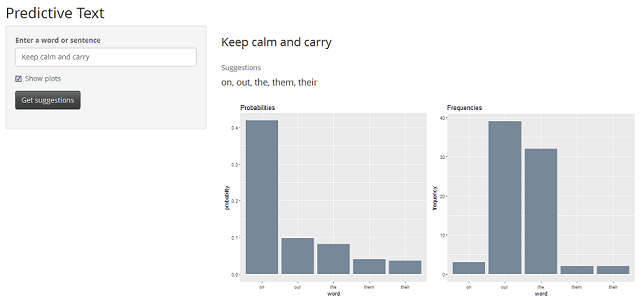 Predictive Text
Enter a word or sentence
Keep calm and carry
Show plots
Get suggestions
Keep calm and carry
Suggestions
on, out, the, them, their
Probabilities
0.4
0.3
0.2
0.1
0.0
probability
on out the them their
word
Frequencies
40
30
20
10
0
frequency
on out the them their
word